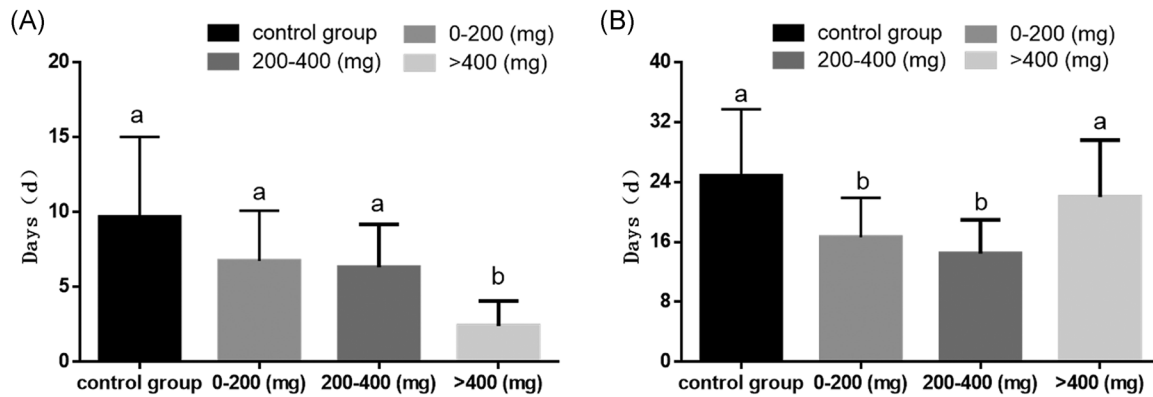 (A)
control group
0-200 (mg)
200-400 (mg)
>400 (mg)
20
15
10
5
0
Days（d）
a
a
a
b
control group
0-200 (mg)
200-400 (mg)
>400 (mg)
(B)
control group
0-200 (mg)
200-400 (mg)
>400 (mg)
40
32
24
16
8
0
Days（d）
a
b
b
a
control group
0-200 (mg)
200-400 (mg)
>400 (mg)